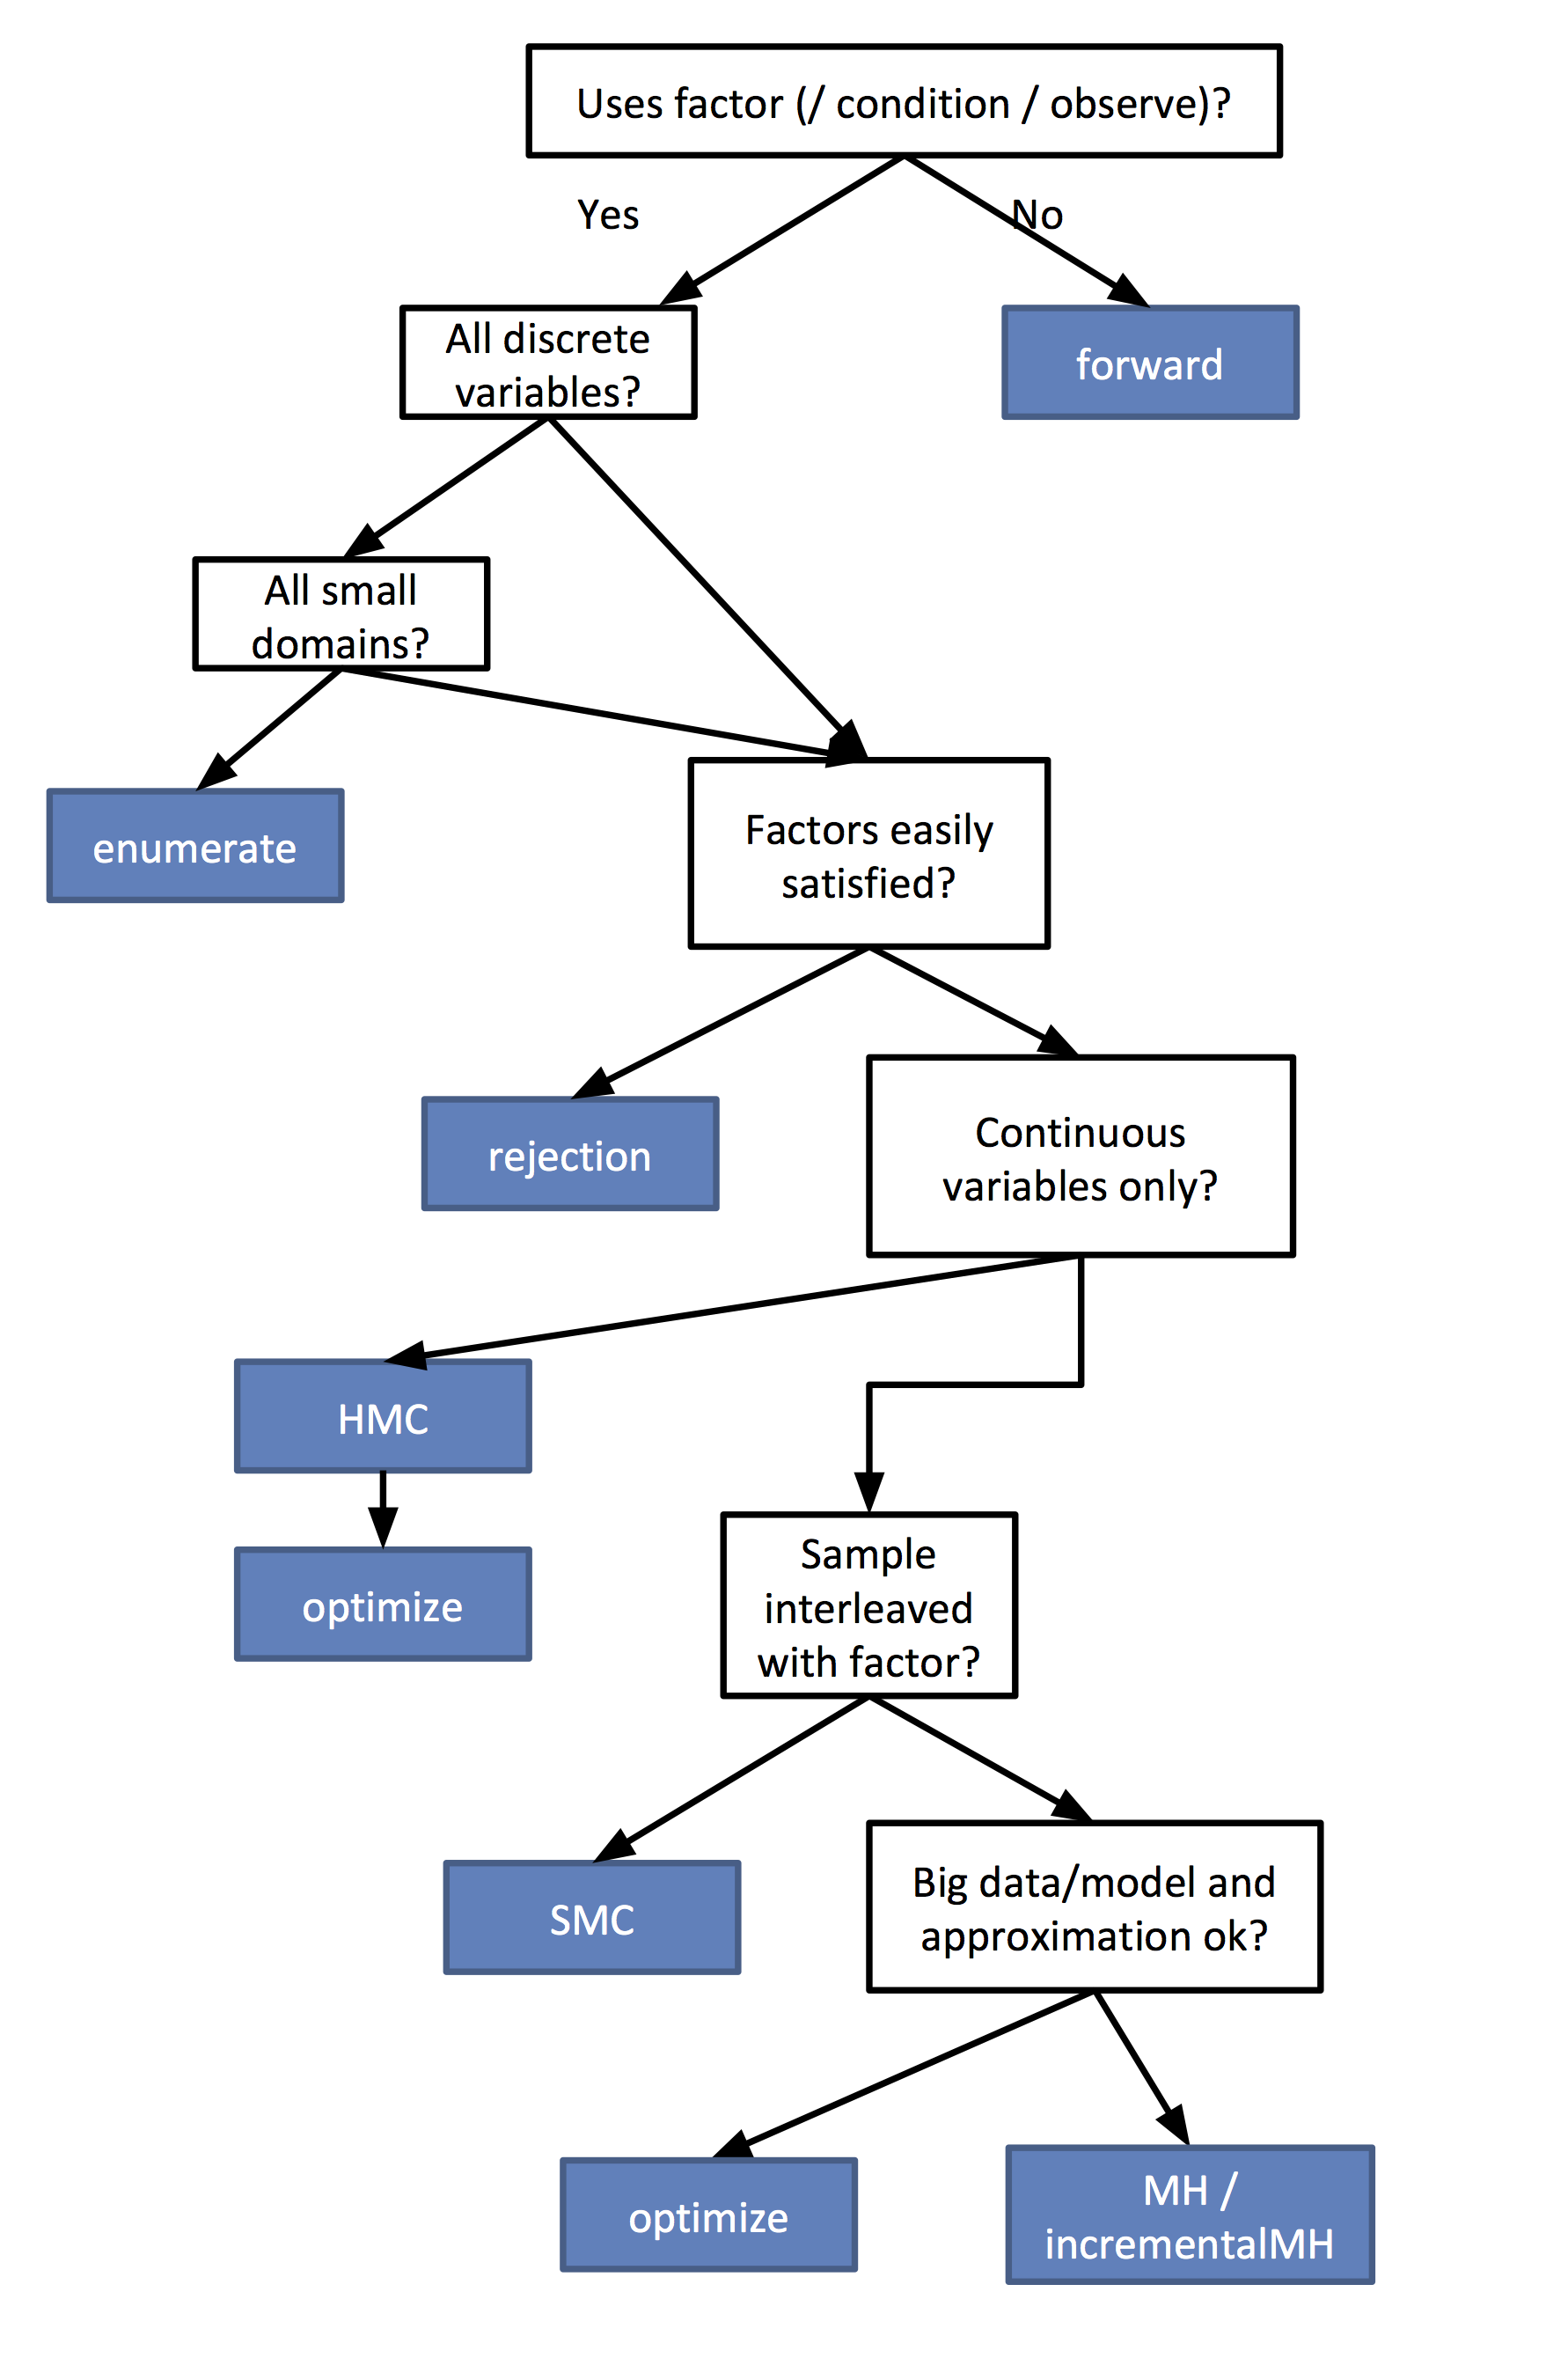 Uses factor (/ condition / observe)?
Yes
No
All discrete
variables?
forward
All small
domains?
enumerate
Factors easily
satisfied?
rejection
Continuous
variables only?
HMC
optimize
Sample
interleaved
with factor?
SMC
Big data/model and
approximation ok?
optimize
MH /
incrementalMH